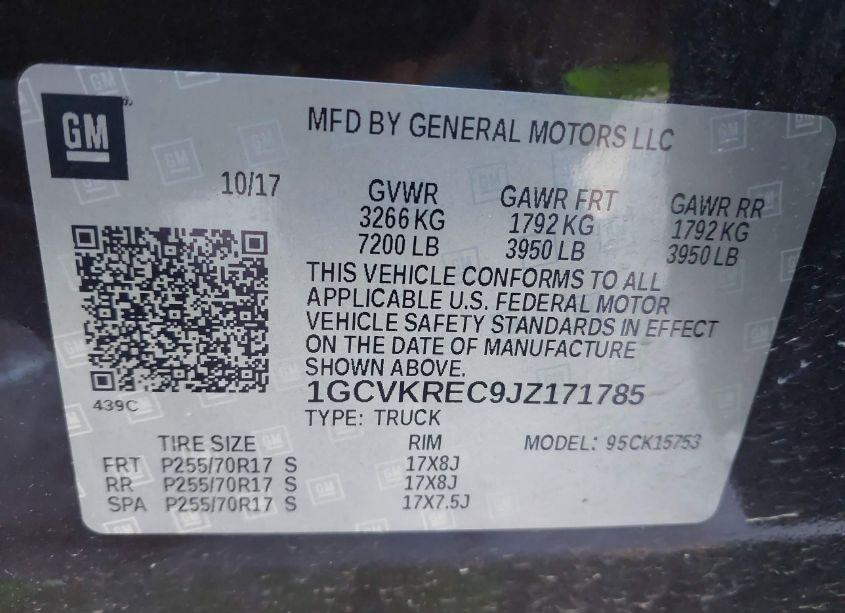 GM
MFD BY GENERAL MOTORS LLC
10/17
GVWR
3266 KG
7200 LB
GAWR FRT
1792 KG
3950 LB
GAWR RR
1792 KG
3950 LB
THIS VEHICLE CONFORMS TO ALL
APPLICABLE U.S. FEDERAL MOTOR
VEHICLE SAFETY STANDARDS IN EFFECT
ON THE DATE OF MANUFACTURE
SHOWN ABOVE.
1GCVKREC9JZ171785
TYPE: TRUCK
439C
TIRE SIZE RIM MODEL: 95CK15753
FRT P255/70R17 S 17X8J
RR P255/70R17 S 17X8J
SPA P255/70R17 S 17X7.5J